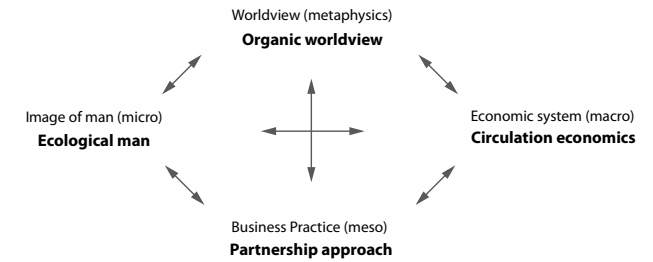 Worldview (metaphysics)
Organic worldview
Image of man (micro)
Ecological man
Economic system (macro)
Circulation economics
Business Practice (meso)
Partnership approach